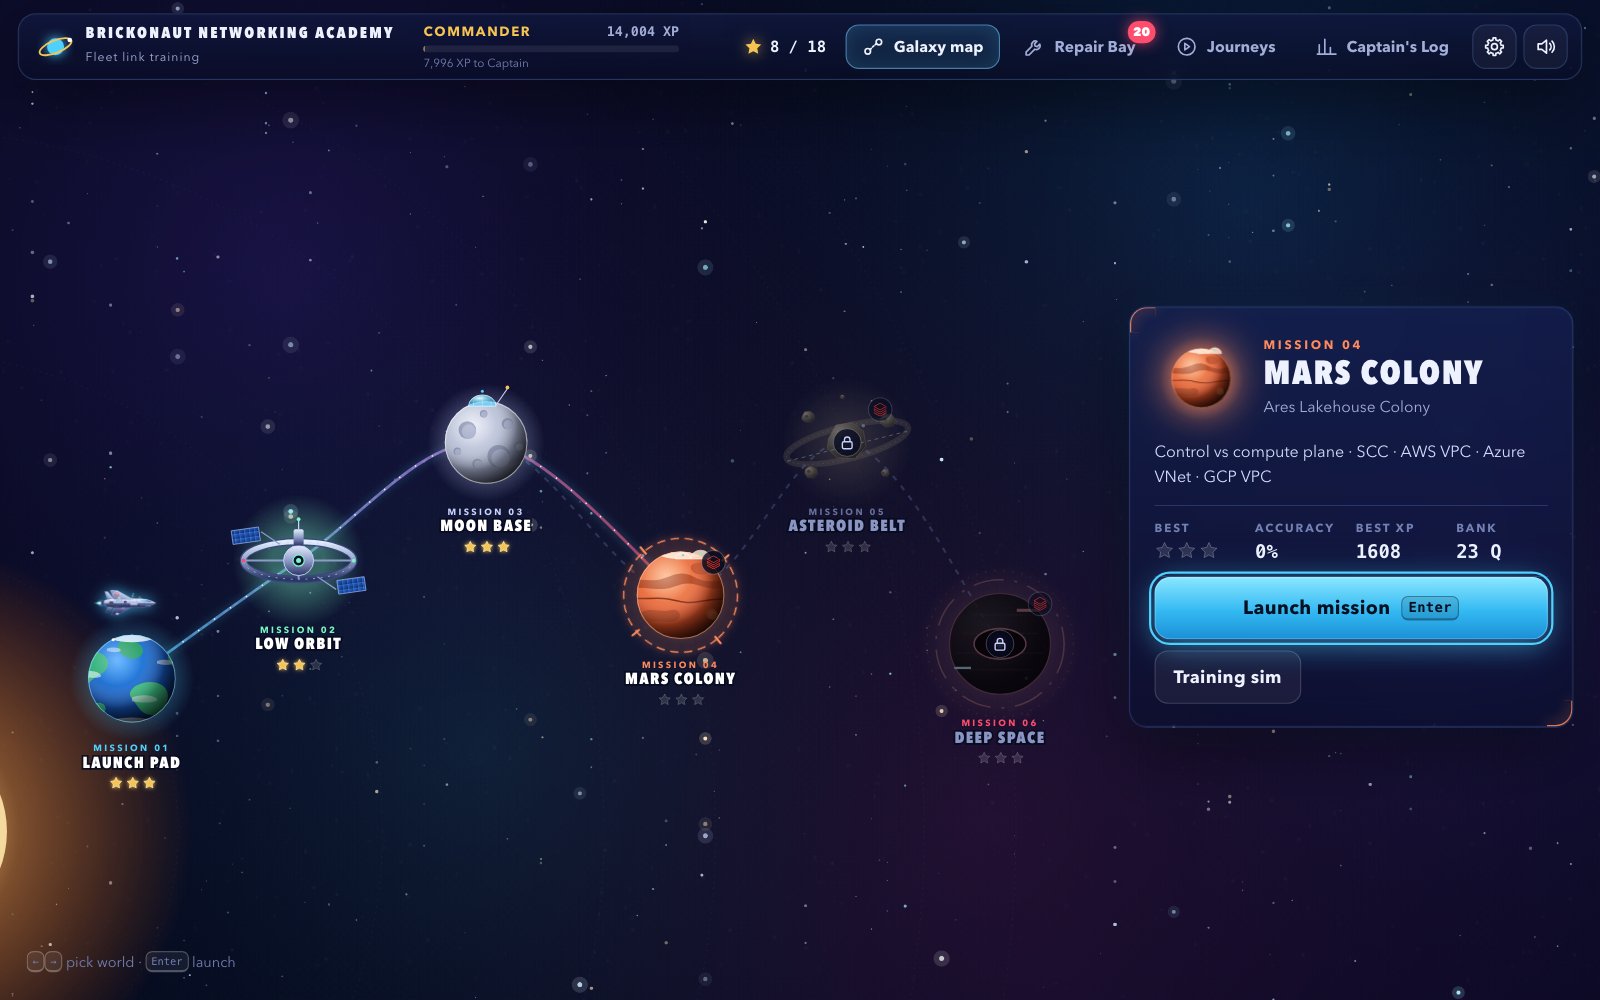 BRICKONAUT NETWORKING ACADEMY
Fleet link training
COMMANDER 14,004 XP
7,996 XP to Captain
8 / 18
Galaxy map
Repair Bay 20
Journeys
Captain's Log
MISSION 04
MARS COLONY
Ares Lakehouse Colony
Control vs compute plane · SCC · AWS VPC · Azure
VNet · GCP VPC
BEST ACCURACY BEST XP BANK
0% 1608 23 Q
Launch mission Enter
Training sim
MISSION 03
MOON BASE
MISSION 05
ASTEROID BELT
MISSION 02
LOW ORBIT
MISSION 04
MARS COLONY
MISSION 06
DEEP SPACE
MISSION 01
LAUNCH PAD
← → pick world · Enter launch